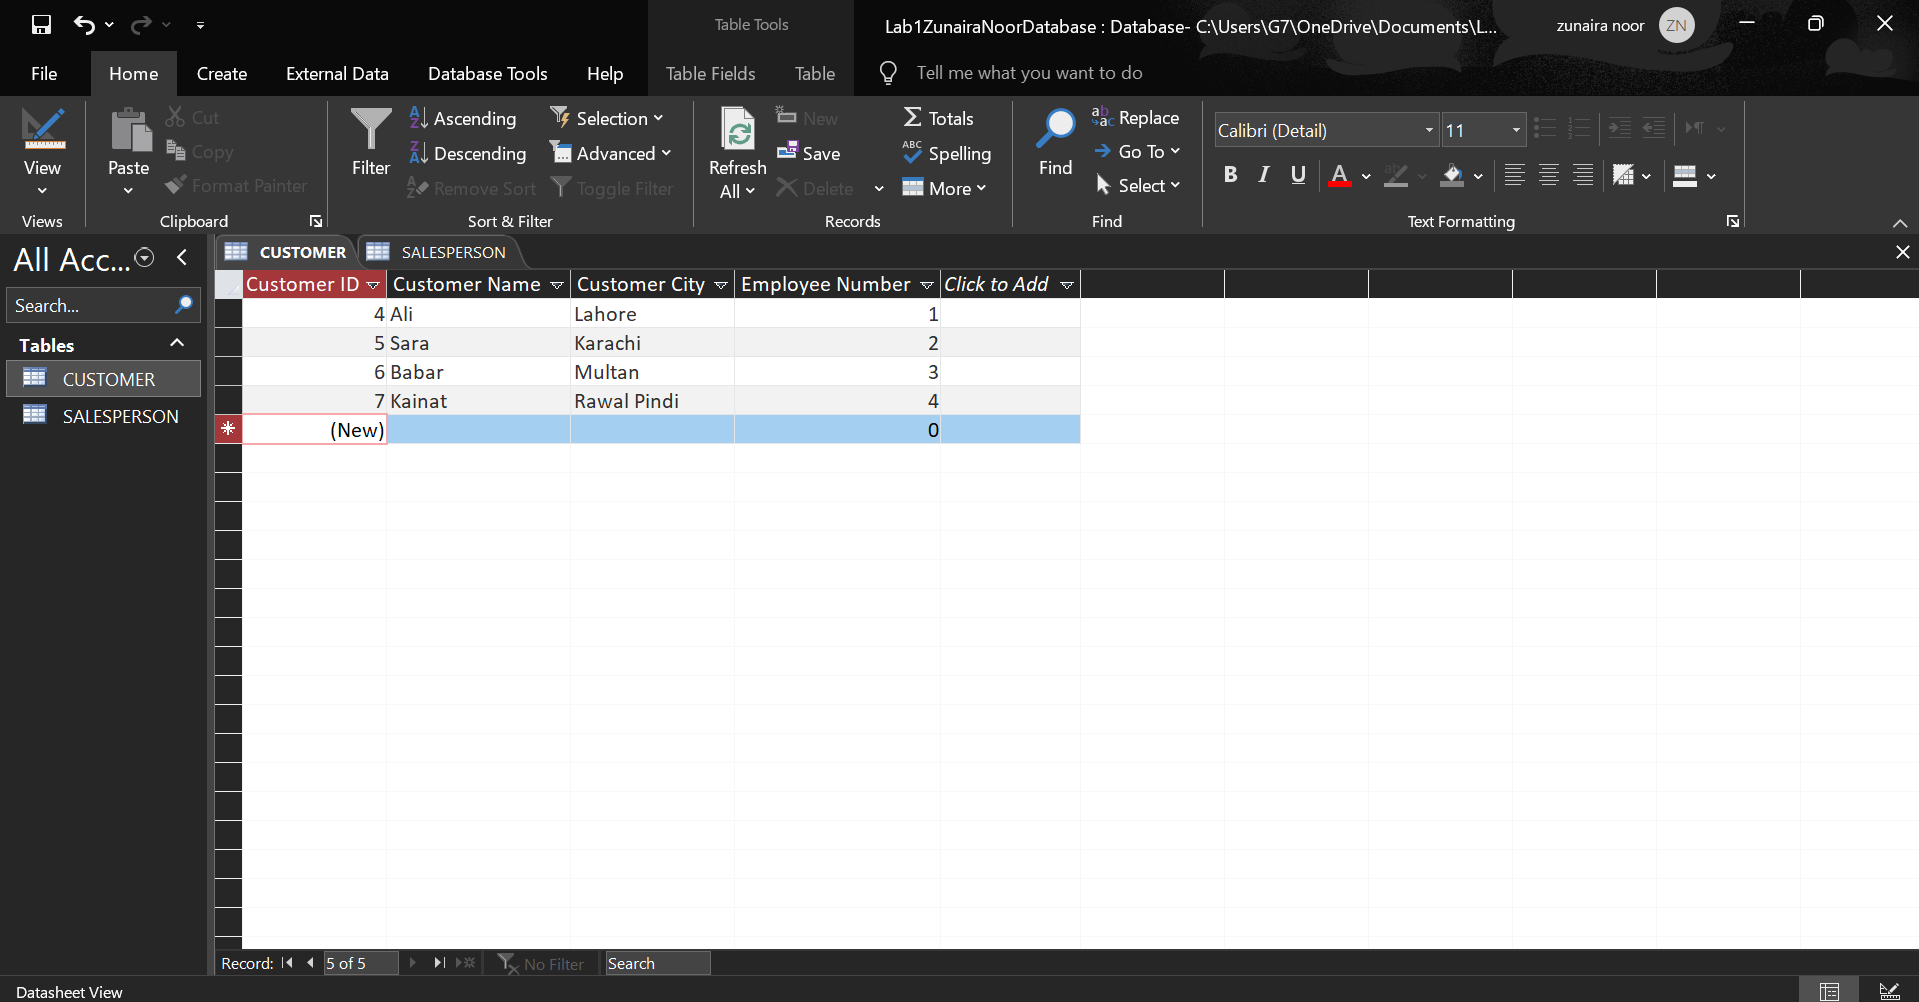 Table Tools
Lab1ZunairaNoorDatabase : Database- C:\Users\G7\OneDrive\Documents\L...
zunaira noor
ZN
File
Home
Create
External Data
Database Tools
Help
Table Fields
Table
Tell me what you want to do
View
Views
Paste
Cut
Copy
Format Painter
Clipboard
Filter
Ascending
Descending
Remove Sort
Selection
Advanced
Toggle Filter
Sort & Filter
Refresh
All
New
Save
Delete
Totals
Spelling
More
Records
Find
Replace
Go To
Select
Find
Calibri (Detail)
11
B I U A
Text Formatting
All Acc...
Search...
Tables
CUSTOMER
SALESPERSON
CUSTOMER SALESPERSON
Customer ID Customer Name Customer City Employee Number Click to Add
4 Ali Lahore 1
5 Sara Karachi 2
6 Babar Multan 3
7 Kainat Rawal Pindi 4
(New) 0
Record: 5 of 5 No Filter Search
Datasheet View